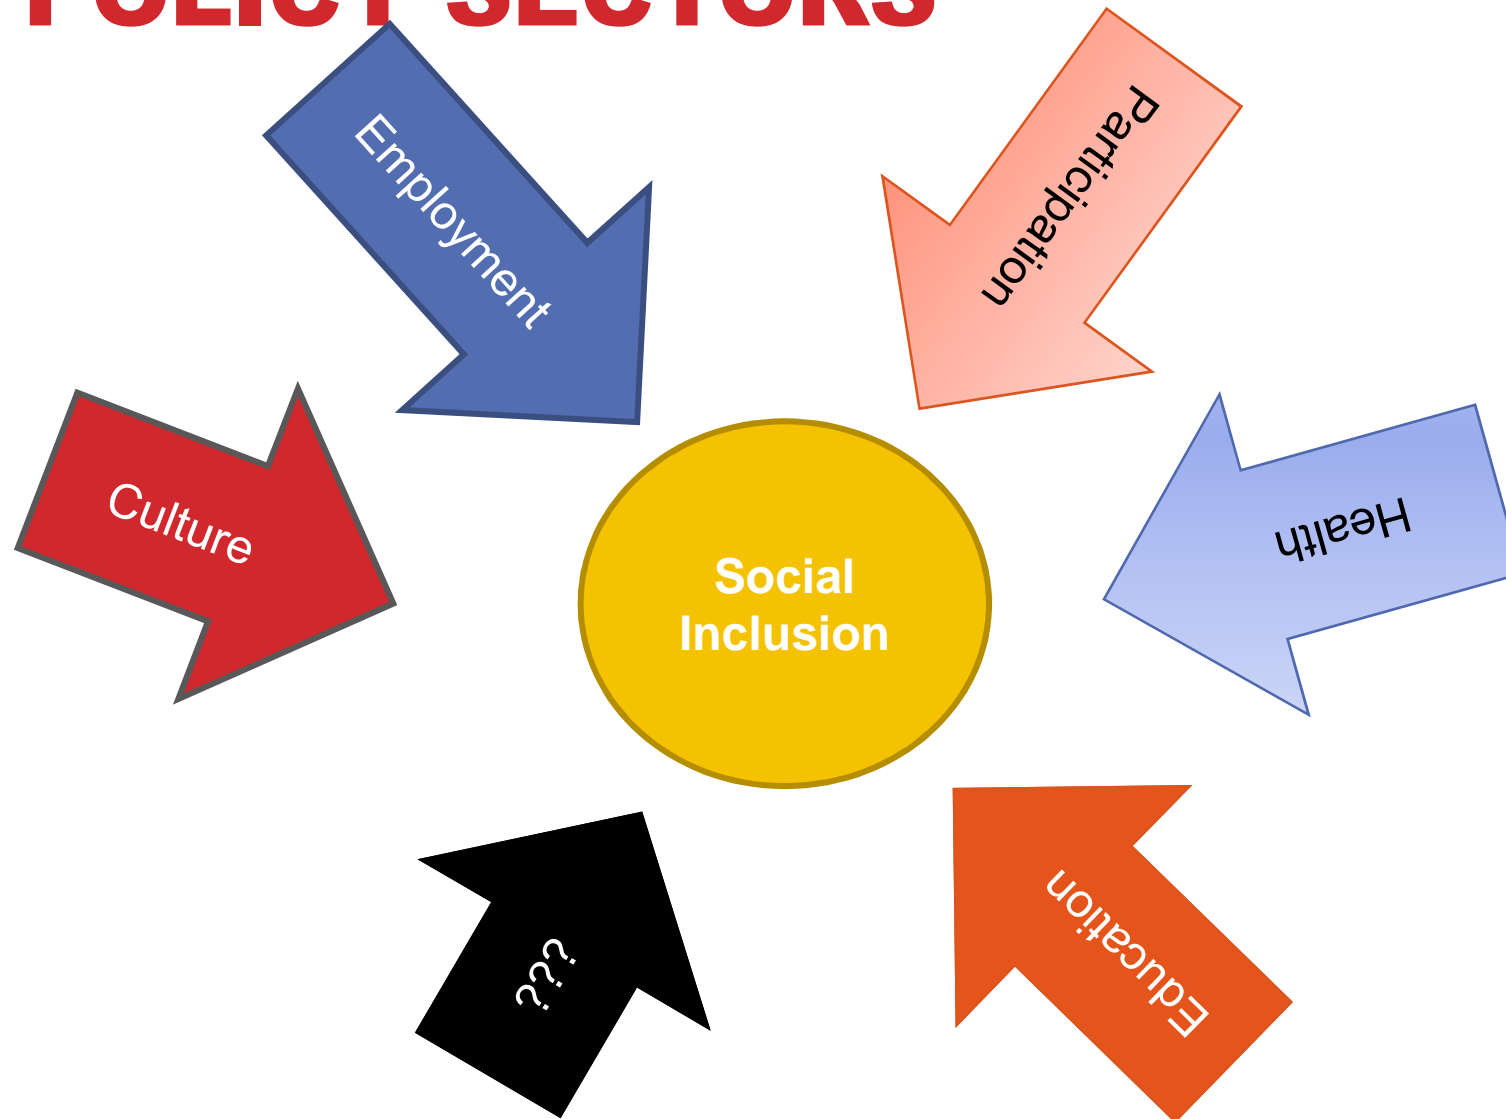 POLICY SECTORS
Employment
Participation
Culture
Health
Social
Inclusion
???
Education